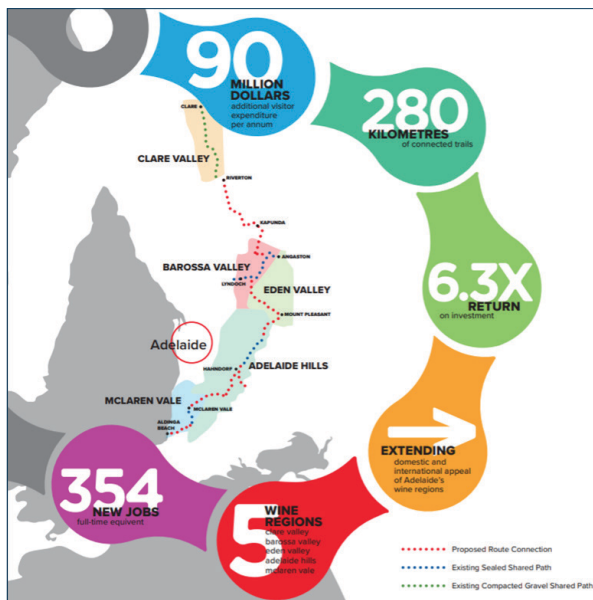 90
MILLION
DOLLARS
additional visitor
expenditure
per annum
280
KILOMETRES
of connected trails
6.3X
RETURN
on investment
EXTENDING
domestic and
international appeal
of Adelaide's
wine regions
5
WINE
REGIONS
clare valley
barossa valley
eden valley
adelaide hills
mclaren vale
354
NEW JOBS
full-time equivent
CLARE
CLARE VALLEY
RIVERTON
KAPUNDA
ANGASTON
BAROSSA VALLEY
LYNDOCH
EDEN VALLEY
MOUNT PLEASANT
Adelaide
HAHNDORF
ADELAIDE HILLS
MCLAREN VALE
MCLAREN VALE
ALDINGA
BEACH
Proposed Route Connection
Existing Sealed Shared Path
Existing Compacted Gravel Shared Path